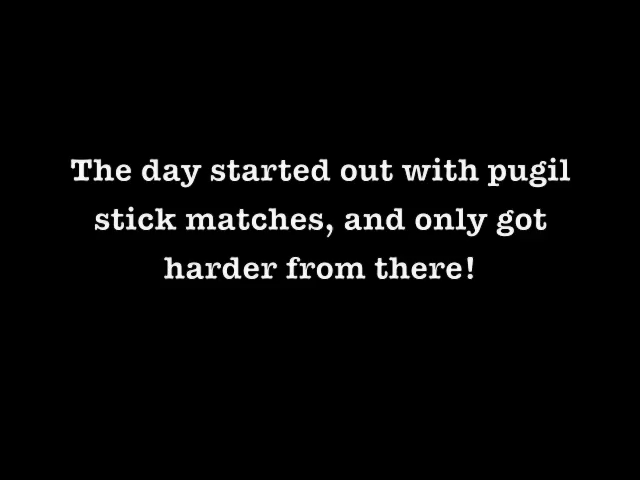 The day started out with pugil
stick matches, and only got
harder from there!